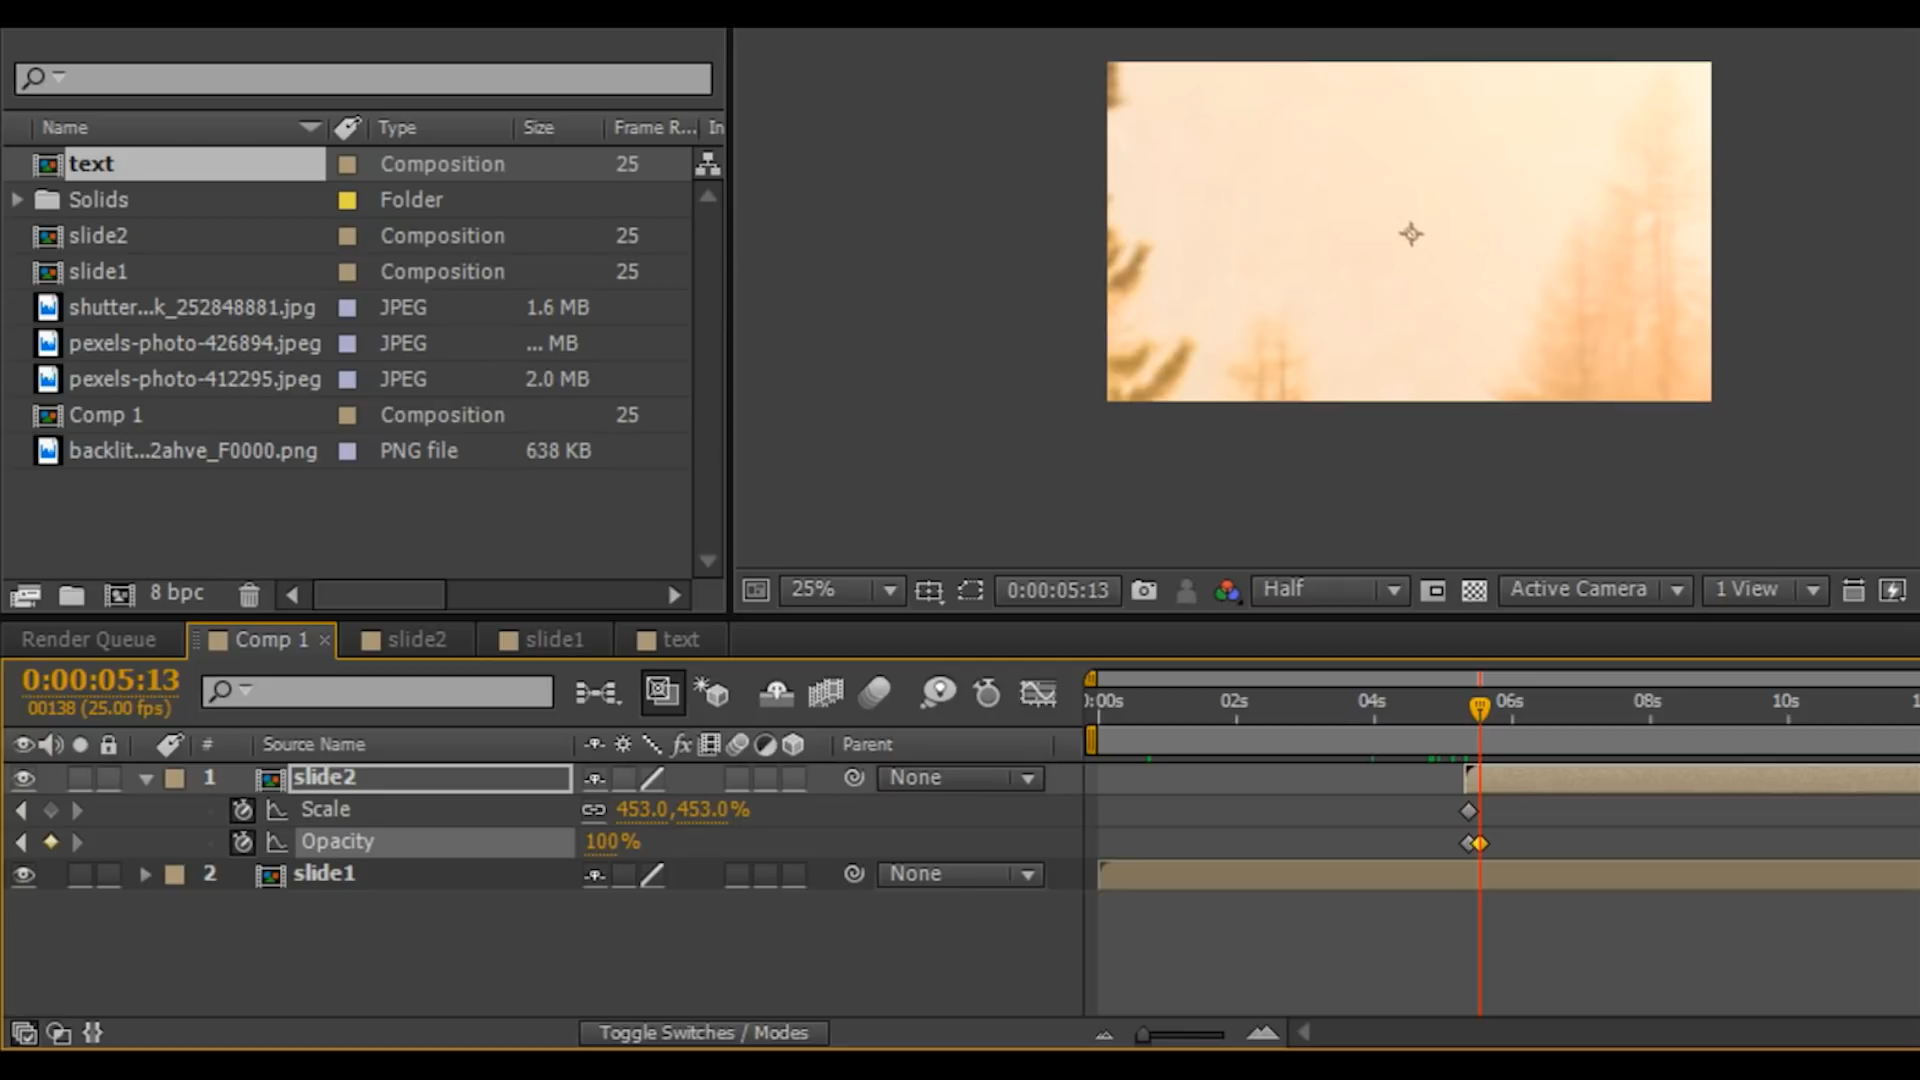 Name Type Size Frame R... In
text Composition 25
Solids Folder
slide2 Composition 25
slide1 Composition 25
shutter...k_252848881.jpg JPEG 1.6 MB
pexels-photo-426894.jpeg JPEG ... MB
pexels-photo-412295.jpeg JPEG 2.0 MB
Comp 1 Composition 25
backlit...2ahve_F0000.png PNG file 638 KB
8 bpc
25% 0:00:05:13 Half Active Camera 1 View
Render Queue Comp 1 slide2 slide1 text
0:00:05:13
00138 (25.00 fps)
):00s 02s 04s 06s 08s 10s 1
# Source Name fx Parent
1 slide2 None
Scale 453.0,453.0%
Opacity 100%
2 slide1 None
Toggle Switches / Modes